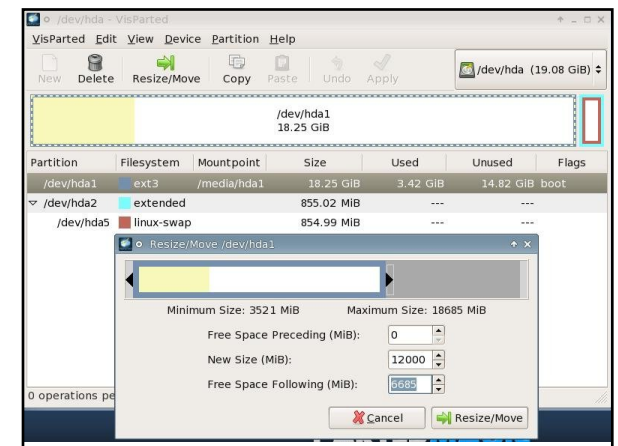 /dev/hda - VisParted
VisParted Edit View Device Partition Help
New Delete Resize/Move Copy Paste Undo Apply /dev/hda (19.08 GiB)
/dev/hda1
18.25 GiB
Partition Filesystem Mountpoint Size Used Unused Flags
/dev/hda1 ext3 /media/hda1 18.25 GiB 3.42 GiB 14.82 GiB boot
/dev/hda2 extended 855.02 MiB --- ---
/dev/hda5 linux-swap 854.99 MiB --- ---
Resize/Move /dev/hda1
Minimum Size: 3521 MiB Maximum Size: 18685 MiB
Free Space Preceding (MiB): 0
New Size (MiB): 12000
Free Space Following (MiB): 6685
0 operations pe
Cancel Resize/Move